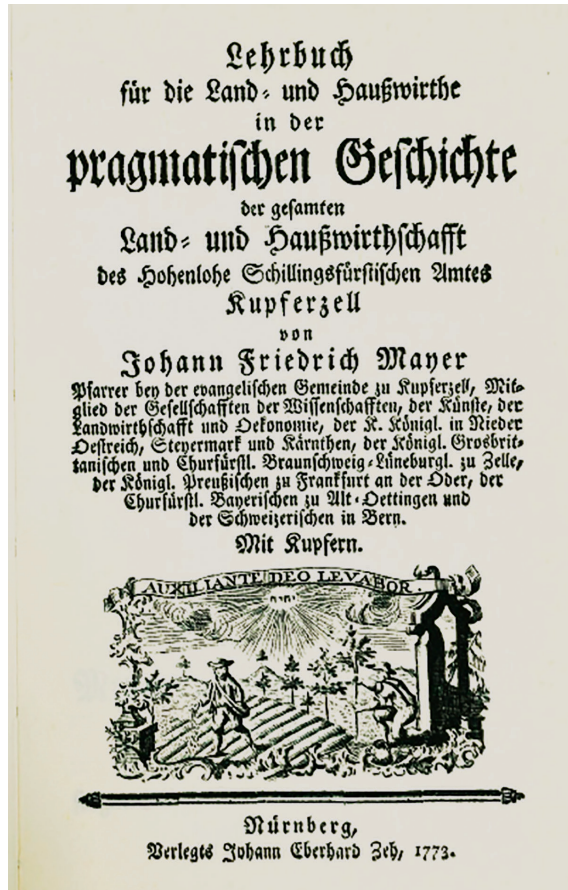 Lehrbuch
für die Land- und Haußwirthe
in der
pragmatischen Geschichte
der gesamten
Land- und Haußwirthschafft
des Hohenlohe Schillingsfürstischen Amtes
Kupferzell
von
Johann Friedrich Mayer
Pfarrer bey der evangelischen Gemeinde zu Kupferzell, Mit-
glied der Gesellschafften der Wissenschafften, der Künste, der
Landwirthschafft und Oekonomie, der K. Königl. in Nieder
Oestreich, Steyermark und Kärnthen, der Königl. Grosbrit-
tanischen und Churfürstl. Braunschweig-Lüneburgl. zu Zelle,
der Königl. Preußischen zu Frankfurt an der Oder, der
Churfürstl. Bayerischen zu Alt-Oettingen und
der Schweizerischen in Bern.
Mit Kupfern.
AUXILIANTE DEO LEVABOR.
יהוה
Nürnberg,
Verlegts Johann Eberhard Zeh, 1773.